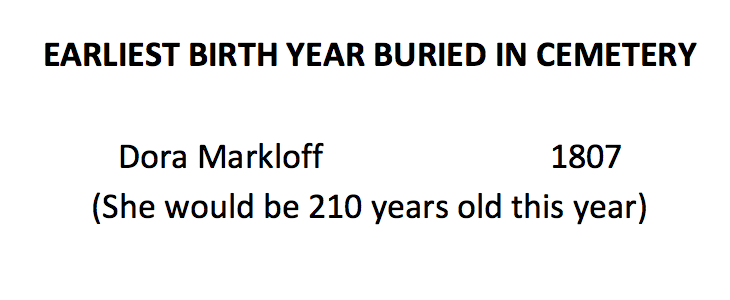 EARLIEST BIRTH YEAR BURIED IN CEMETERY
Dora Markloff 1807
(She would be 210 years old this year)